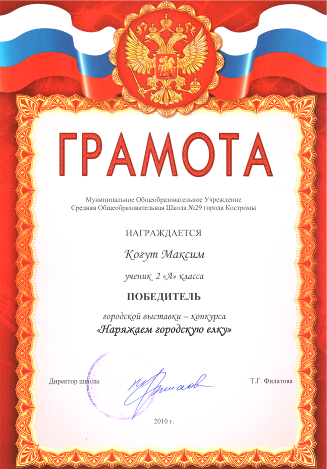 ГРАМОТА
Муниципальное Общеобразовательное Учреждение
Средняя Общеобразовательная Школа №29 города Костромы
НАГРАЖДАЕТСЯ
Когут Максим
ученик 2 «А» класса
ПОБЕДИТЕЛЬ
городской выставки – конкурса
«Наряжаем городскую елку»
Директор школы
Т.Г. Филатова
2010 г.